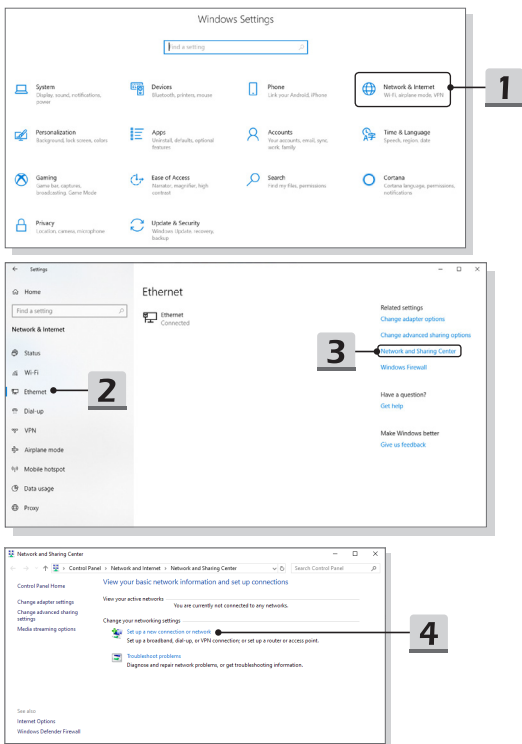 Windows Settings
Find a setting
System
Display, sound, notifications,
power
Devices
Bluetooth, printers, mouse
Phone
Link your Android, iPhone
Network & Internet
Wi-Fi, airplane mode, VPN
1
Personalization
Background, lock screen, colors
Apps
Uninstall, defaults, optional
features
Accounts
Your accounts, email, sync,
work, family
Time & Language
Speech, region, date
Gaming
Game bar, captures,
broadcasting, Game Mode
Ease of Access
Narrator, magnifier, high
contrast
Search
Find my files, permissions
Cortana
Cortana language, permissions,
notifications
Privacy
Location, camera, microphone
Update & Security
Windows Update, recovery,
backup
Settings
Home
Find a setting
Network & Internet
Status
Wi-Fi
Ethernet
2
Dial-up
VPN
Airplane mode
Mobile hotspot
Data usage
Proxy
Ethernet
Ethernet
Connected
Related settings
Change adapter options
Change advanced sharing options
3
Network and Sharing Center
Windows Firewall
Have a question?
Get help
Make Windows better
Give us feedback
Network and Sharing Center
Control Panel > Network and Internet > Network and Sharing Center
Search Control Panel
Control Panel Home
Change adapter settings
Change advanced sharing
settings
Media streaming options
View your basic network information and set up connections
View your active networks
You are currently not connected to any networks.
Change your networking settings
Set up a new connection or network
4
Set up a broadband, dial-up, or VPN connection; or set up a router or access point.
Troubleshoot problems
Diagnose and repair network problems, or get troubleshooting information.
See also
Internet Options
Windows Defender Firewall